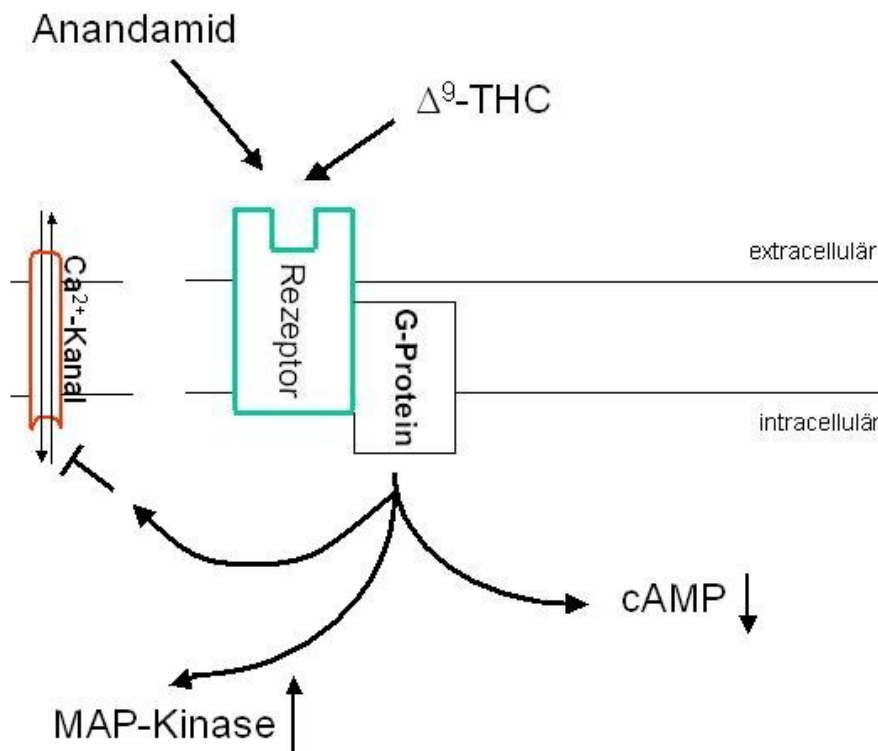 Anandamid
Δ⁹-THC
extracellulär
Ca²⁺-Kanal
Rezeptor
G-Protein
intracellulär
cAMP
MAP-Kinase